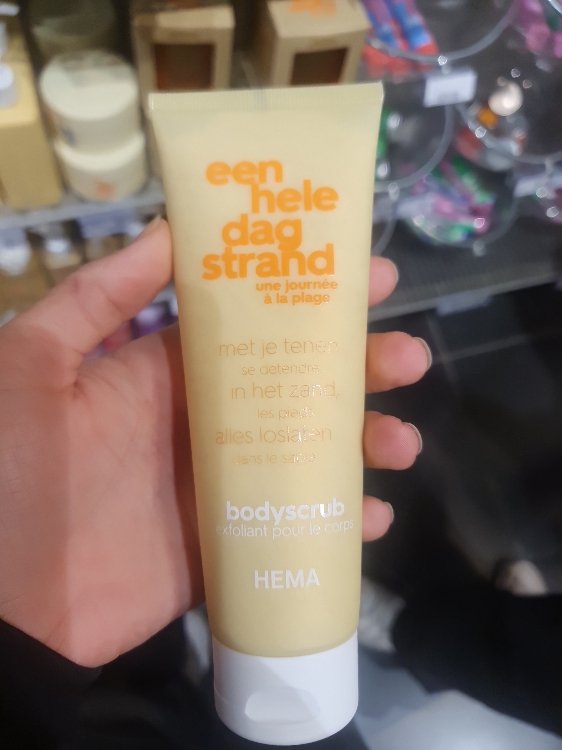 een
hele
dag
strand
une journée
à la plage
met je tenen
se détendre,
in het zand,
les pieds
alles loslaten
dans le sable
bodyscrub
exfoliant pour le corps
HEMA